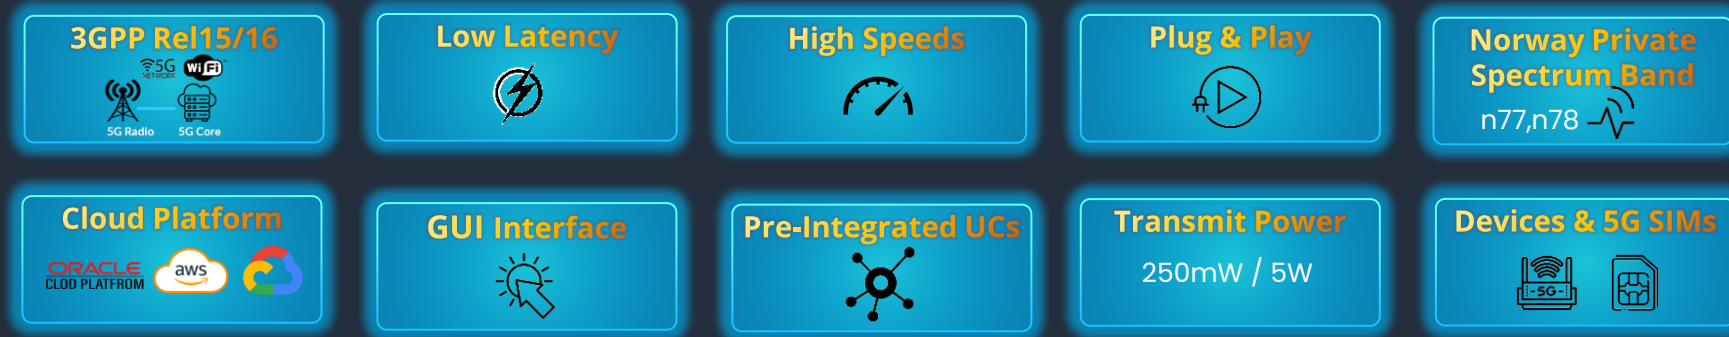 3GPP Rel15/16
5G
NETWORK
WiFi
5G Radio
5G Core
Low Latency
High Speeds
Plug & Play
Norway Private
Spectrum Band
n77,n78
Cloud Platform
ORACLE
CLOD PLATFROM
aws
GUI Interface
Pre-Integrated UCs
Transmit Power
250mW / 5W
Devices & 5G SIMs
-5G-